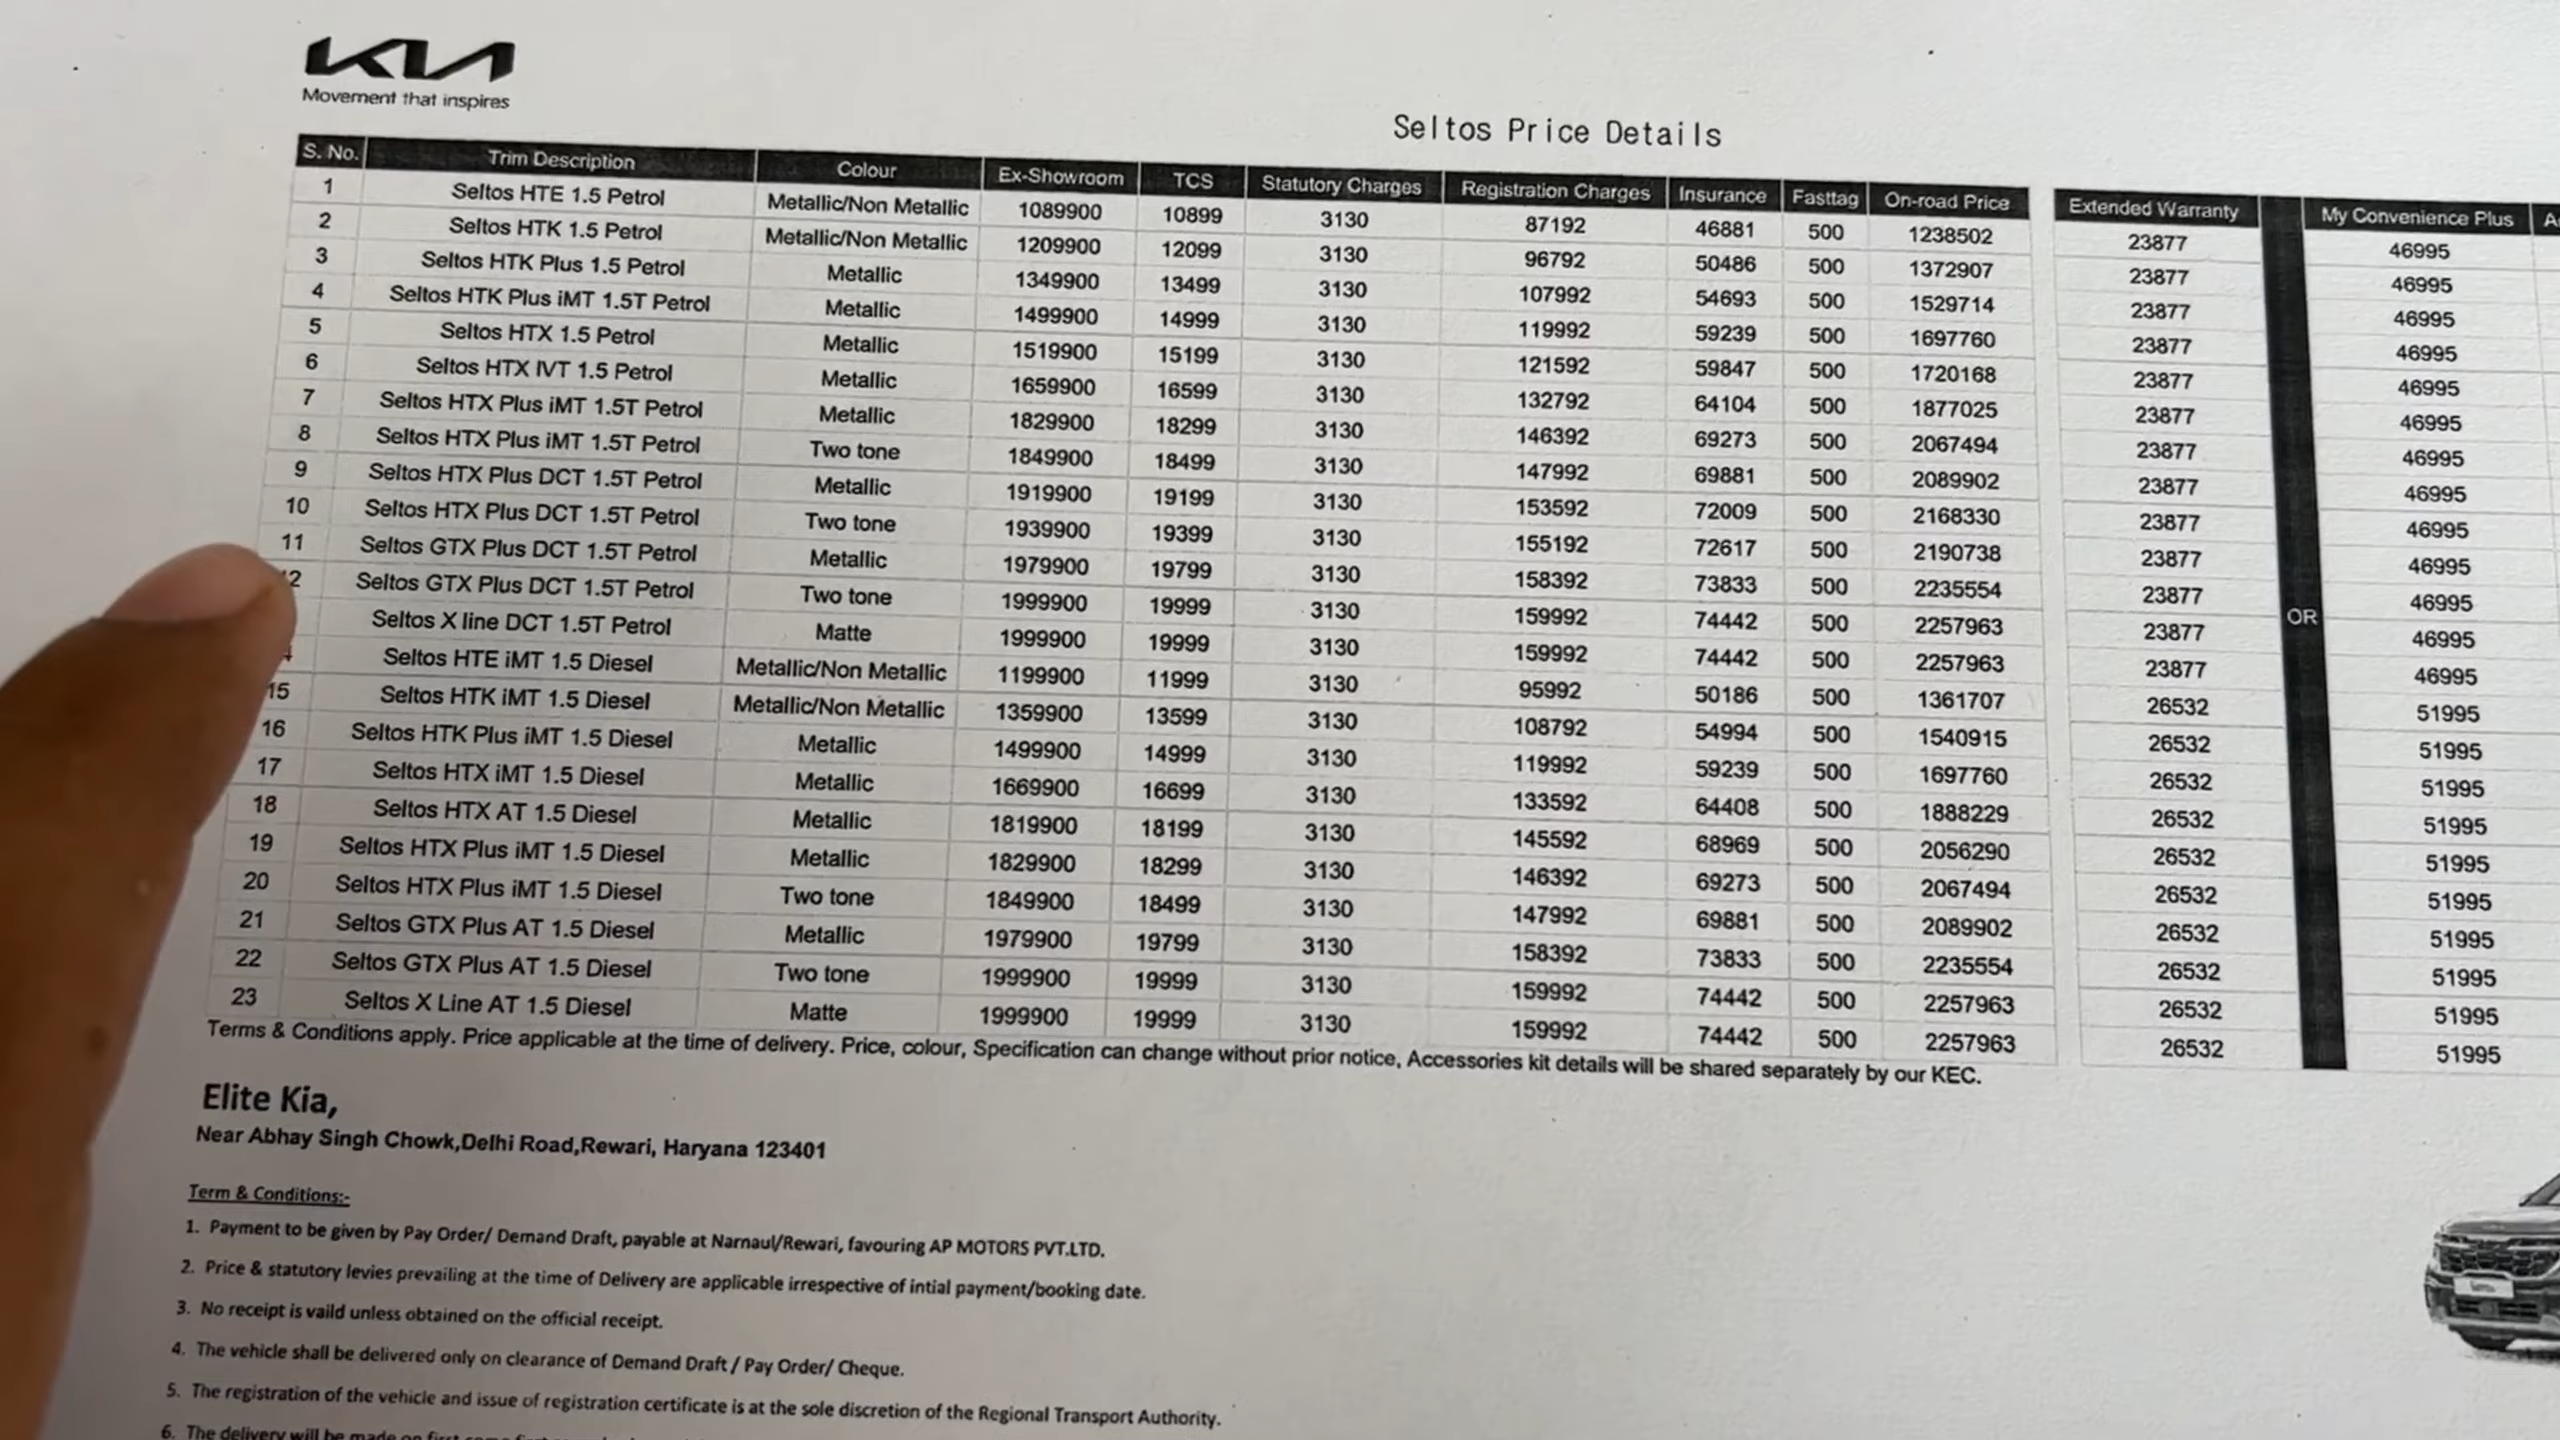 KIA
Movement that inspires
Seltos Price Details
S. No. Trim Description Colour Ex-Showroom TCS Statutory Charges Registration Charges Insurance Fasttag On-road Price Extended Warranty My Convenience Plus
1 Seltos HTE 1.5 Petrol Metallic/Non Metallic 1089900 10899 3130 87192 46881 500 1238502 23877 46995
2 Seltos HTK 1.5 Petrol Metallic/Non Metallic 1209900 12099 3130 96792 50486 500 1372907 23877 46995
3 Seltos HTK Plus 1.5 Petrol Metallic 1349900 13499 3130 107992 54693 500 1529714 23877 46995
4 Seltos HTK Plus iMT 1.5T Petrol Metallic 1499900 14999 3130 119992 59239 500 1697760 23877 46995
5 Seltos HTX 1.5 Petrol Metallic 1519900 15199 3130 121592 59847 500 1720168 23877 46995
6 Seltos HTX IVT 1.5 Petrol Metallic 1659900 16599 3130 132792 64104 500 1877025 23877 46995
7 Seltos HTX Plus iMT 1.5T Petrol Metallic 1829900 18299 3130 146392 69273 500 2067494 23877 46995
8 Seltos HTX Plus iMT 1.5T Petrol Two tone 1849900 18499 3130 147992 69881 500 2089902 23877 46995
9 Seltos HTX Plus DCT 1.5T Petrol Metallic 1919900 19199 3130 153592 72009 500 2168330 23877 46995
10 Seltos HTX Plus DCT 1.5T Petrol Two tone 1939900 19399 3130 155192 72617 500 2190738 23877 46995
11 Seltos GTX Plus DCT 1.5T Petrol Metallic 1979900 19799 3130 158392 73833 500 2235554 23877 46995
2 Seltos GTX Plus DCT 1.5T Petrol Two tone 1999900 19999 3130 159992 74442 500 2257963 23877 OR 46995
Seltos X line DCT 1.5T Petrol Matte 1999900 19999 3130 159992 74442 500 2257963 23877 46995
Seltos HTE iMT 1.5 Diesel Metallic/Non Metallic 1199900 11999 3130 95992 50186 500 1361707 26532 51995
15 Seltos HTK iMT 1.5 Diesel Metallic/Non Metallic 1359900 13599 3130 108792 54994 500 1540915 26532 51995
16 Seltos HTK Plus iMT 1.5 Diesel Metallic 1499900 14999 3130 119992 59239 500 1697760 26532 51995
17 Seltos HTX iMT 1.5 Diesel Metallic 1669900 16699 3130 133592 64408 500 1888229 26532 51995
18 Seltos HTX AT 1.5 Diesel Metallic 1819900 18199 3130 145592 68969 500 2056290 26532 51995
19 Seltos HTX Plus iMT 1.5 Diesel Metallic 1829900 18299 3130 146392 69273 500 2067494 26532 51995
20 Seltos HTX Plus iMT 1.5 Diesel Two tone 1849900 18499 3130 147992 69881 500 2089902 26532 51995
21 Seltos GTX Plus AT 1.5 Diesel Metallic 1979900 19799 3130 158392 73833 500 2235554 26532 51995
22 Seltos GTX Plus AT 1.5 Diesel Two tone 1999900 19999 3130 159992 74442 500 2257963 26532 51995
23 Seltos X Line AT 1.5 Diesel Matte 1999900 19999 3130 159992 74442 500 2257963 26532 51995
Terms & Conditions apply. Price applicable at the time of delivery. Price, colour, Specification can change without prior notice, Accessories kit details will be shared separately by our KEC.
Elite Kia,
Near Abhay Singh Chowk,Delhi Road,Rewari, Haryana 123401
Term & Conditions:-
1. Payment to be given by Pay Order/ Demand Draft, payable at Narnaul/Rewari, favouring AP MOTORS PVT.LTD.
2. Price & statutory levies prevailing at the time of Delivery are applicable irrespective of intial payment/booking date.
3. No receipt is vaild unless obtained on the official receipt.
4. The vehicle shall be delivered only on clearance of Demand Draft / Pay Order/ Cheque.
5. The registration of the vehicle and issue of registration certificate is at the sole discretion of the Regional Transport Authority.
6. The delivery will be made on first